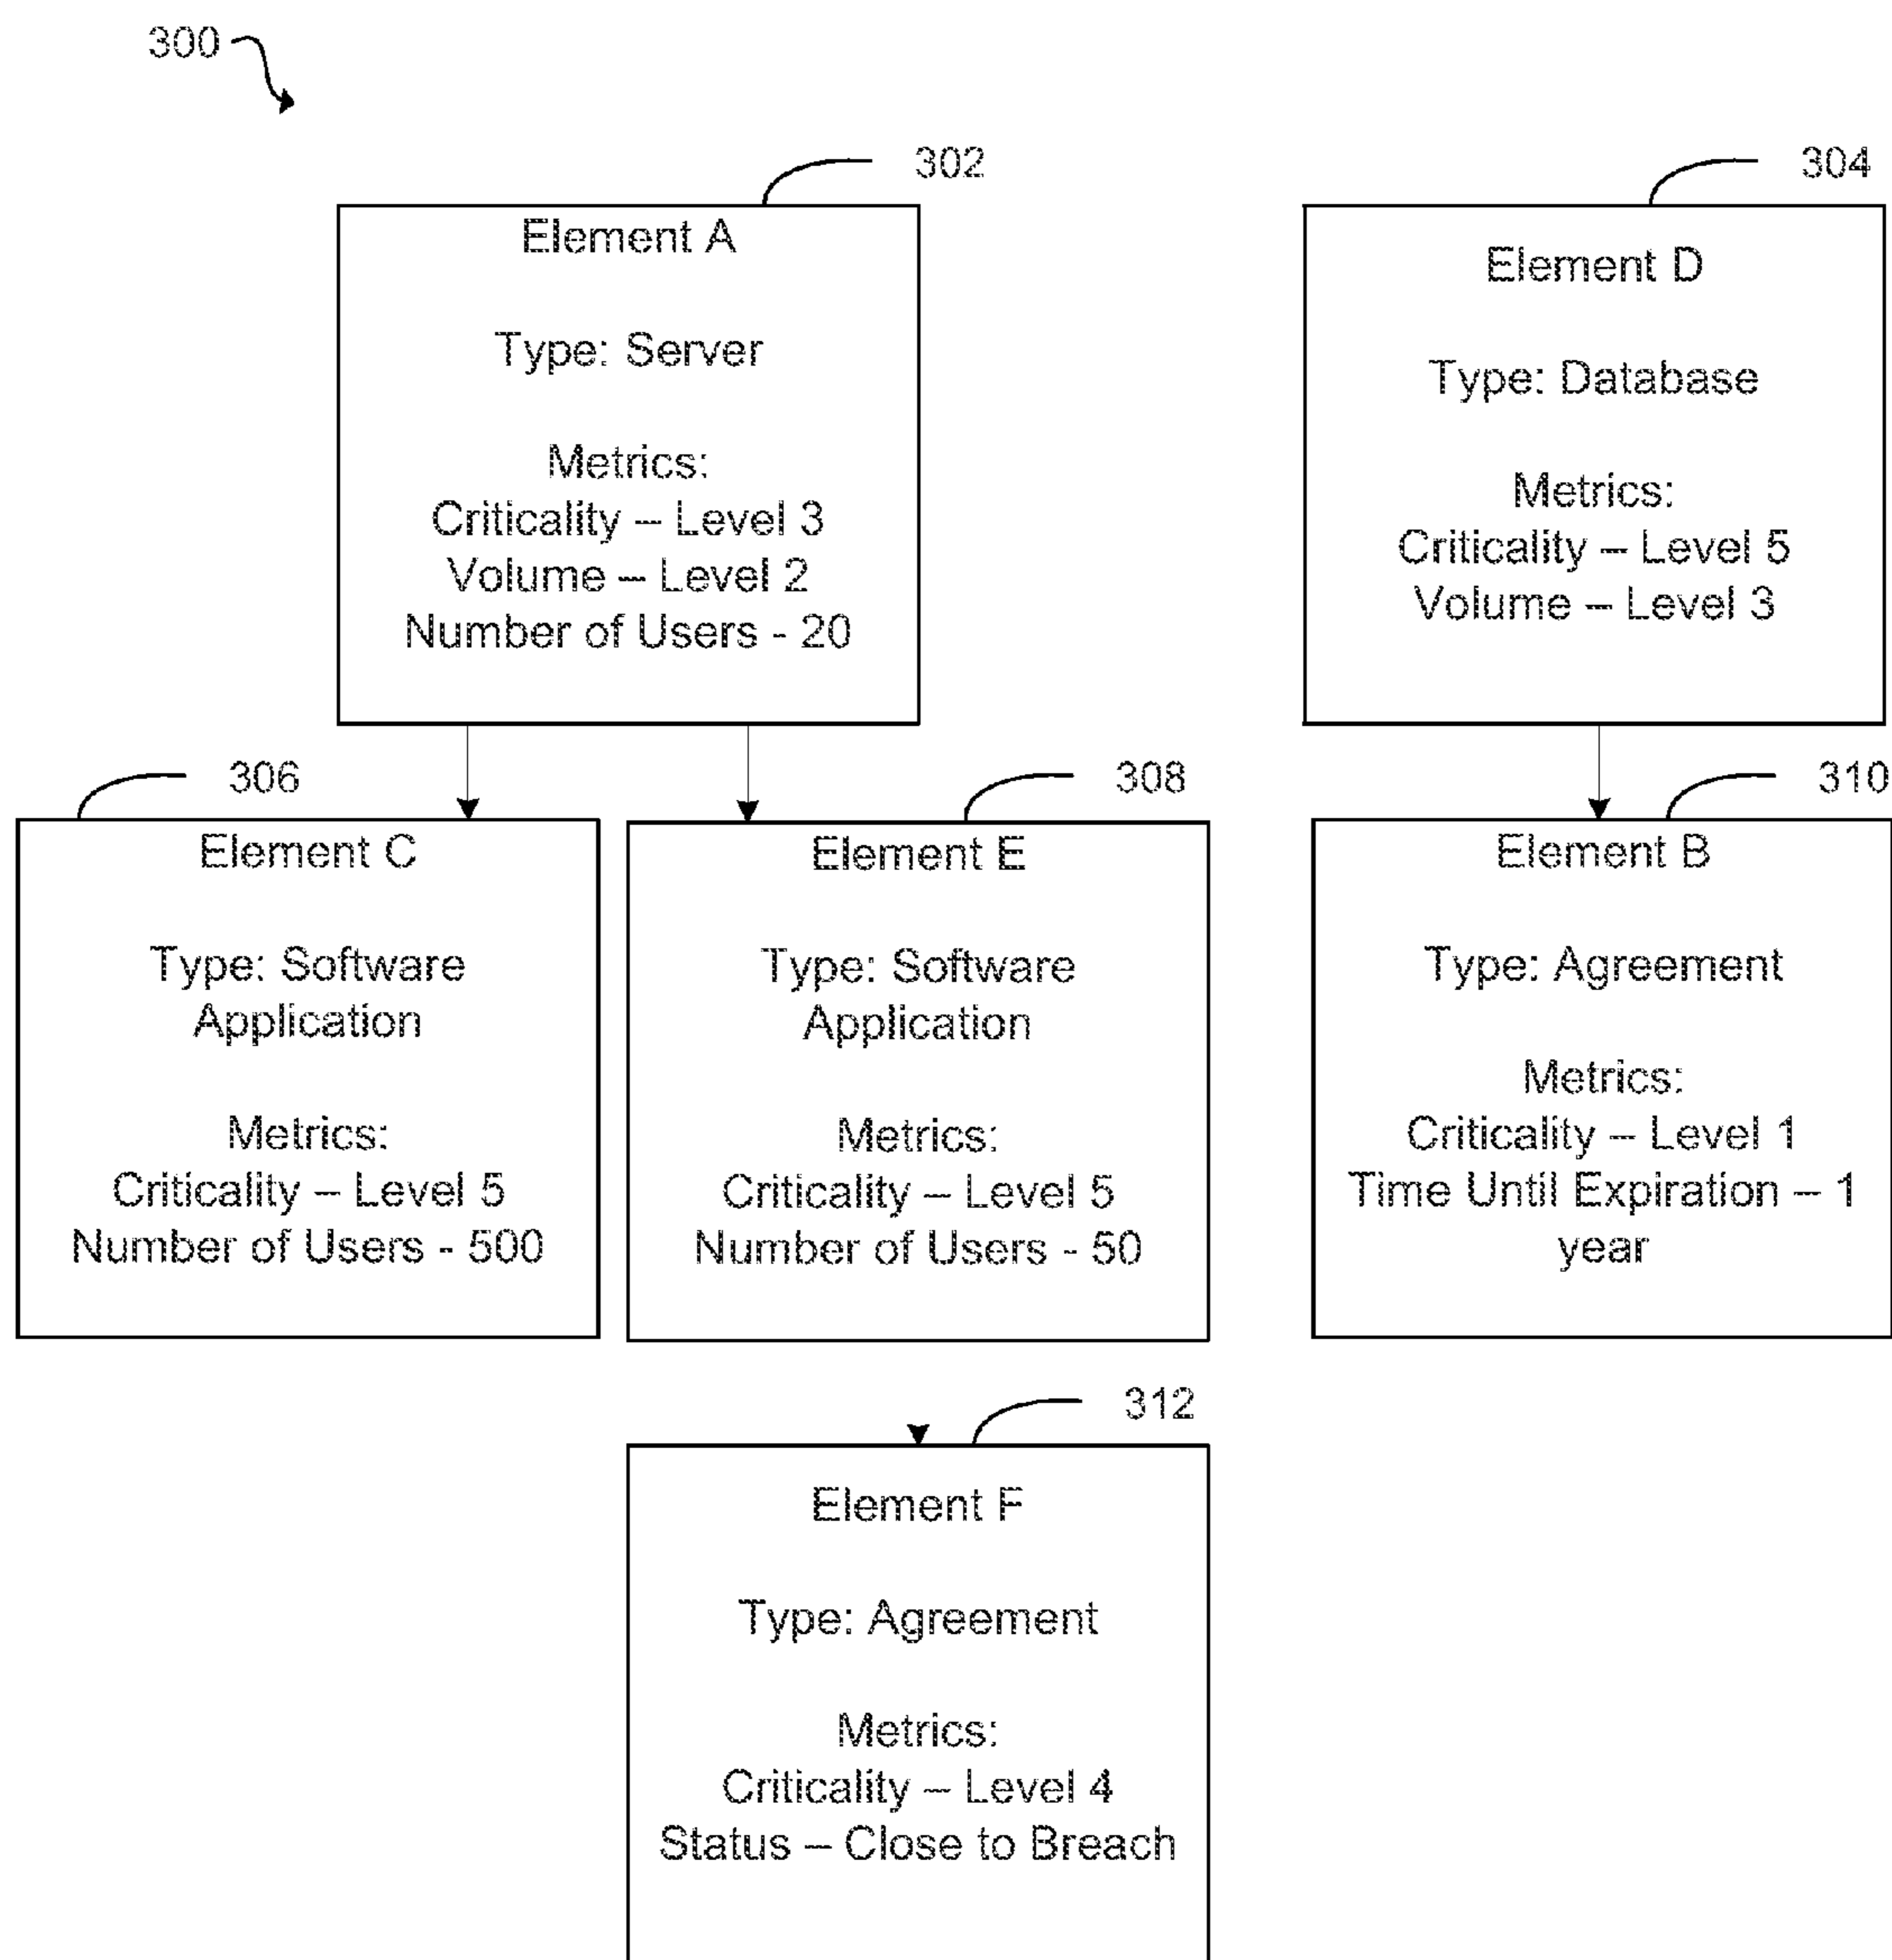 300
302
Element A
Type: Server
Metrics:
Criticality – Level 3
Volume – Level 2
Number of Users - 20
304
Element D
Type: Database
Metrics:
Criticality – Level 5
Volume – Level 3
306
Element C
Type: Software
Application
Metrics:
Criticality – Level 5
Number of Users - 500
308
Element E
Type: Software
Application
Metrics:
Criticality – Level 5
Number of Users - 50
310
Element B
Type: Agreement
Metrics:
Criticality – Level 1
Time Until Expiration – 1
year
312
Element F
Type: Agreement
Metrics:
Criticality – Level 4
Status – Close to Breach